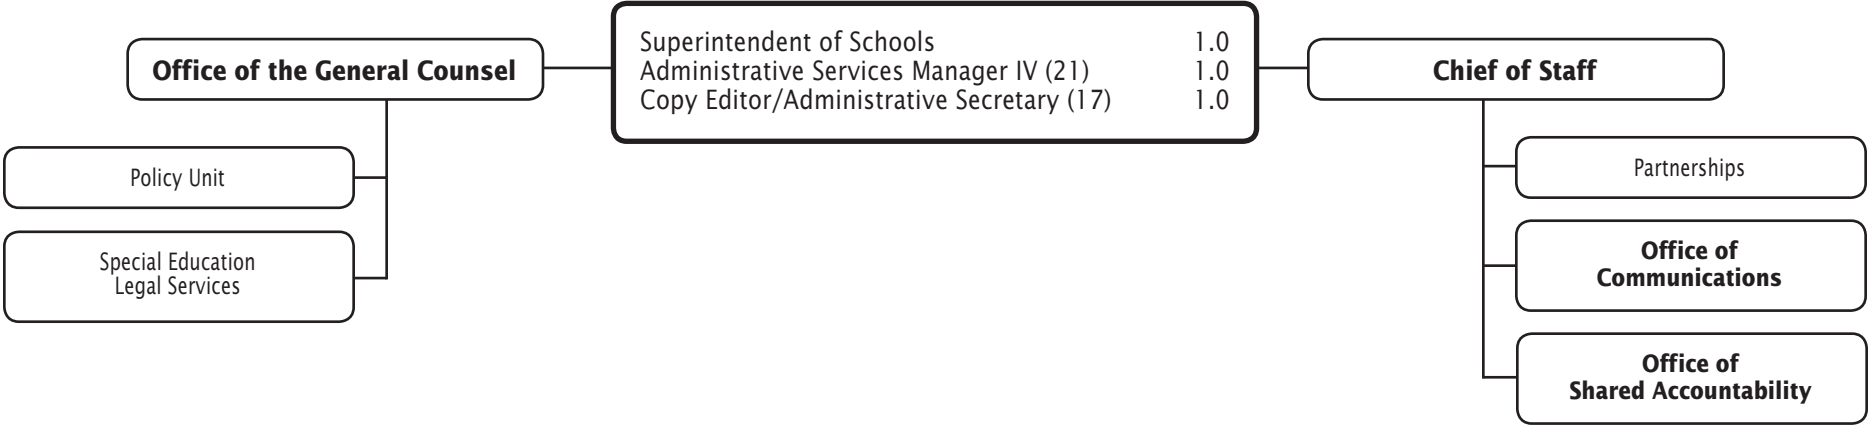 Office of the General Counsel
Policy Unit
Special Education
Legal Services
Superintendent of Schools 1.0
Administrative Services Manager IV (21) 1.0
Copy Editor/Administrative Secretary (17) 1.0
Chief of Staff
Partnerships
Office of
Communications
Office of
Shared Accountability